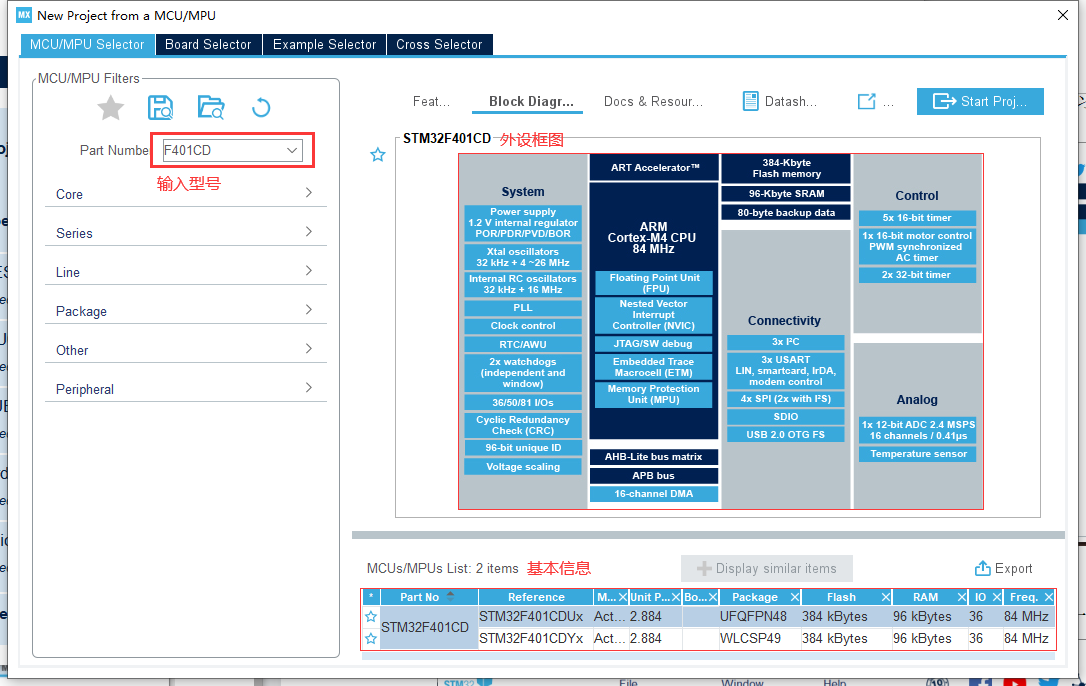 MX New Project from a MCU/MPU
MCU/MPU Selector Board Selector Example Selector Cross Selector
MCU/MPU Filters
Part Numbe F401CD
输入型号
Core
Series
Line
Package
Other
Peripheral
Feat... Block Diagr... Docs & Resour... Datash... ... Start Proj...
STM32F401CD 外设框图
System
Power supply
1.2 V internal regulator
POR/PDR/PVD/BOR
Xtal oscillators
32 kHz + 4 ~26 MHz
Internal RC oscillators
32 kHz + 16 MHz
PLL
Clock control
RTC/AWU
2x watchdogs
(independent and
window)
36/50/81 I/Os
Cyclic Redundancy
Check (CRC)
96-bit unique ID
Voltage scaling
ART Accelerator™
ARM
Cortex-M4 CPU
84 MHz
Floating Point Unit
(FPU)
Nested Vector
Interrupt
Controller (NVIC)
JTAG/SW debug
Embedded Trace
Macrocell (ETM)
Memory Protection
Unit (MPU)
AHB-Lite bus matrix
APB bus
16-channel DMA
384-Kbyte
Flash memory
96-Kbyte SRAM
80-byte backup data
Connectivity
3x I²C
3x USART
LIN, smartcard, IrDA,
modem control
4x SPI (2x with I²S)
SDIO
USB 2.0 OTG FS
Control
5x 16-bit timer
1x 16-bit motor control
PWM synchronized
AC timer
2x 32-bit timer
Analog
1x 12-bit ADC 2.4 MSPS
16 channels / 0.41µs
Temperature sensor
MCUs/MPUs List: 2 items 基本信息 Display similar items Export
* Part No Reference M... Unit P... Bo... Package Flash RAM IO Freq.
STM32F401CD
STM32F401CDUx Act... 2.884 UFQFPN48 384 kBytes 96 kBytes 36 84 MHz
STM32F401CDYx Act... 2.884 WLCSP49 384 kBytes 96 kBytes 36 84 MHz
STM32 File Window Help